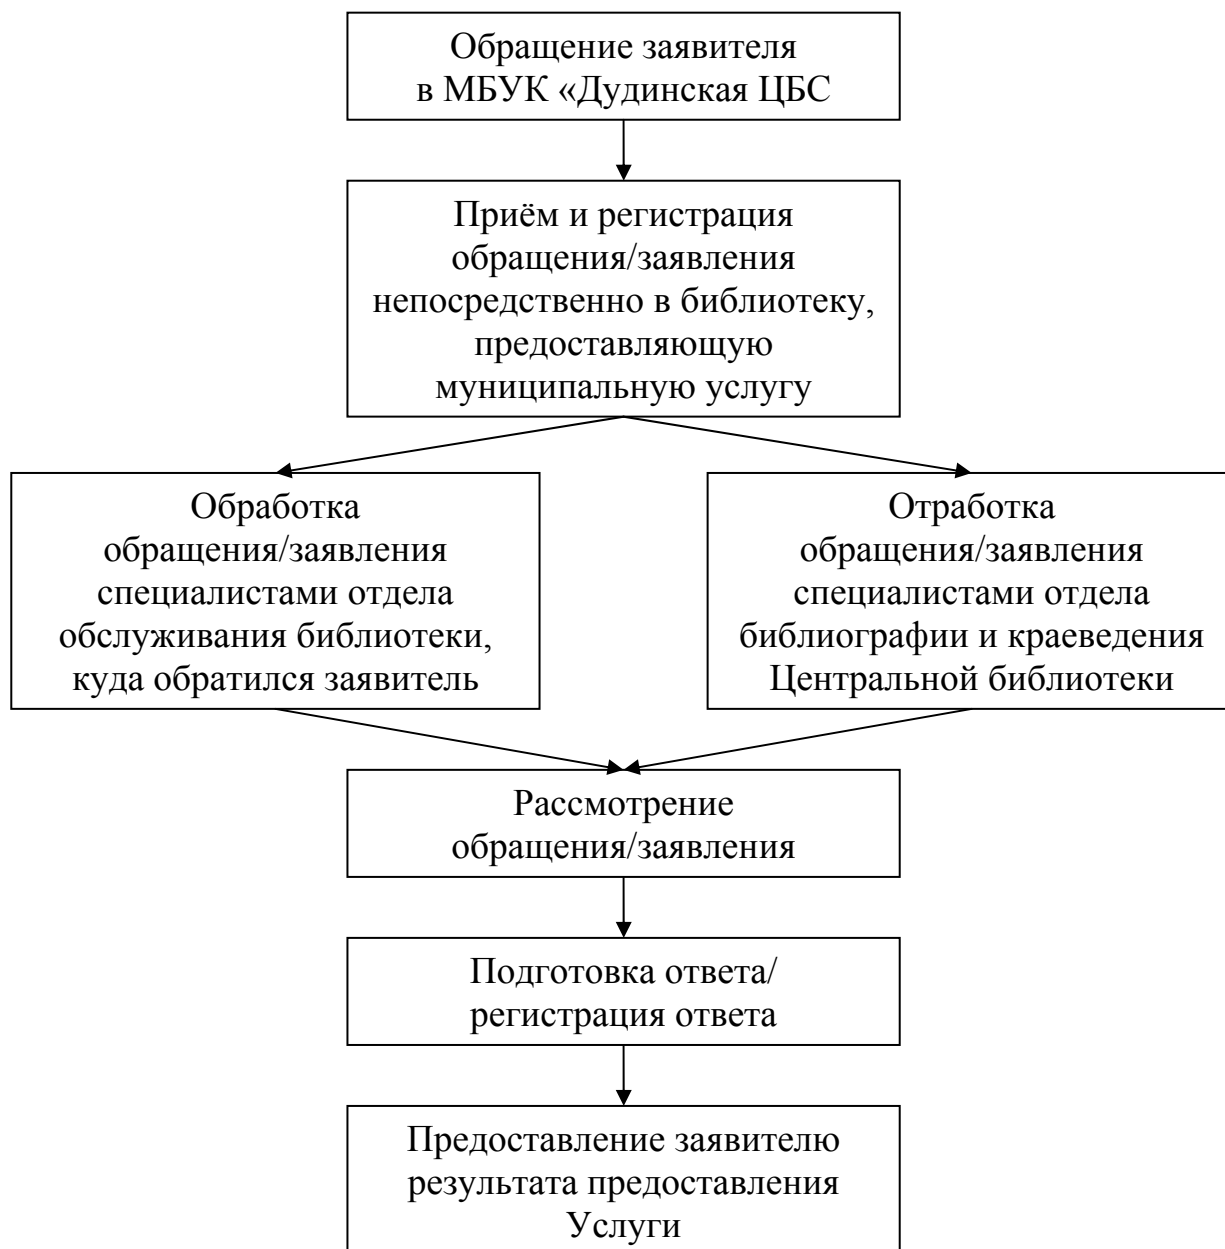 Обращение заявителя
в МБУК «Дудинская ЦБС
Приём и регистрация
обращения/заявления
непосредственно в библиотеку,
предоставляющую
муниципальную услугу
Обработка
обращения/заявления
специалистами отдела
обслуживания библиотеки,
куда обратился заявитель
Отработка
обращения/заявления
специалистами отдела
библиографии и краеведения
Центральной библиотеки
Рассмотрение
обращения/заявления
Подготовка ответа/
регистрация ответа
Предоставление заявителю
результата предоставления
Услуги